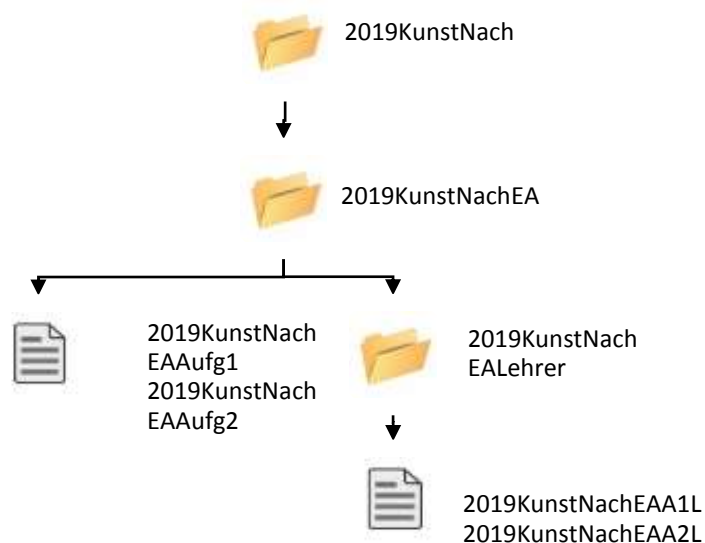 2019KunstNach
2019KunstNachEA
2019KunstNach
EAAufg1
2019KunstNach
EAAufg2
2019KunstNach
EALehrer
2019KunstNachEAA1L
2019KunstNachEAA2L